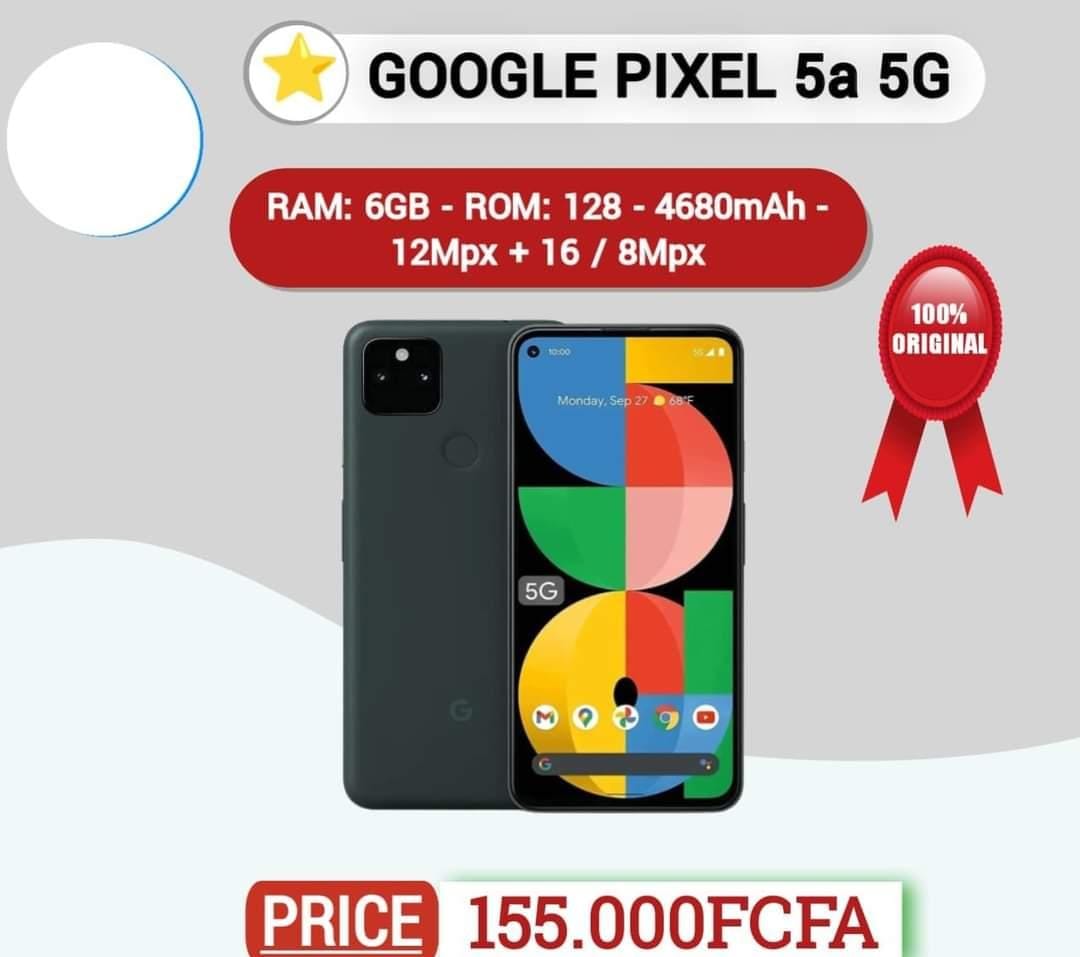 GOOGLE PIXEL 5a 5G
RAM: 6GB - ROM: 128 - 4680mAh -
12Mpx + 16 / 8Mpx
100%
ORIGINAL
10:00
5G
Monday, Sep 27 68°F
5G
G
PRICE 155.000FCFA